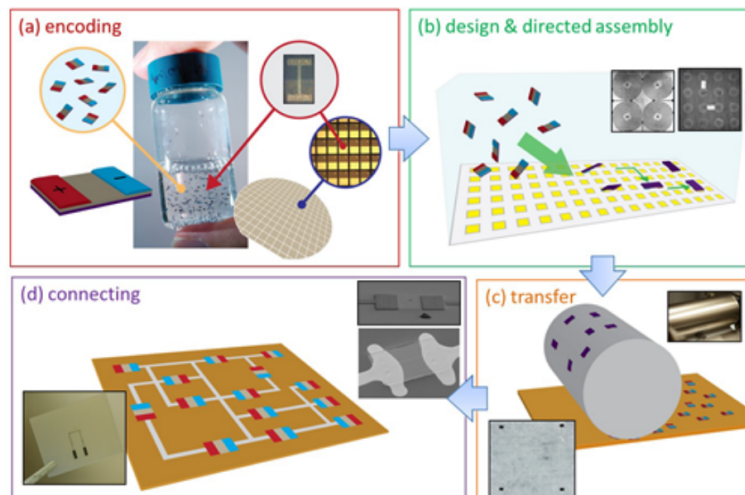 (a) encoding
(b) design & directed assembly
+
-
(d) connecting
(c) transfer